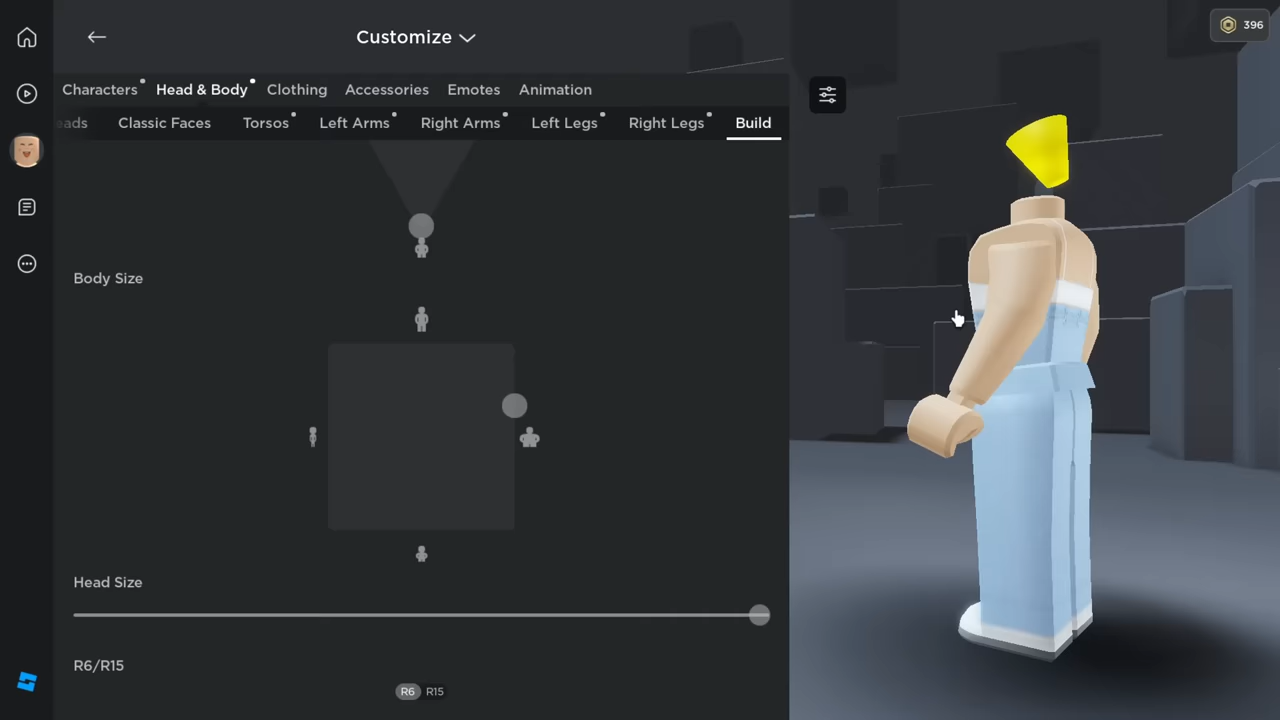 Customize
396
Characters Head & Body Clothing Accessories Emotes Animation
eads Classic Faces Torsos Left Arms Right Arms Left Legs Right Legs Build
Body Size
Head Size
R6/R15
R6 R15